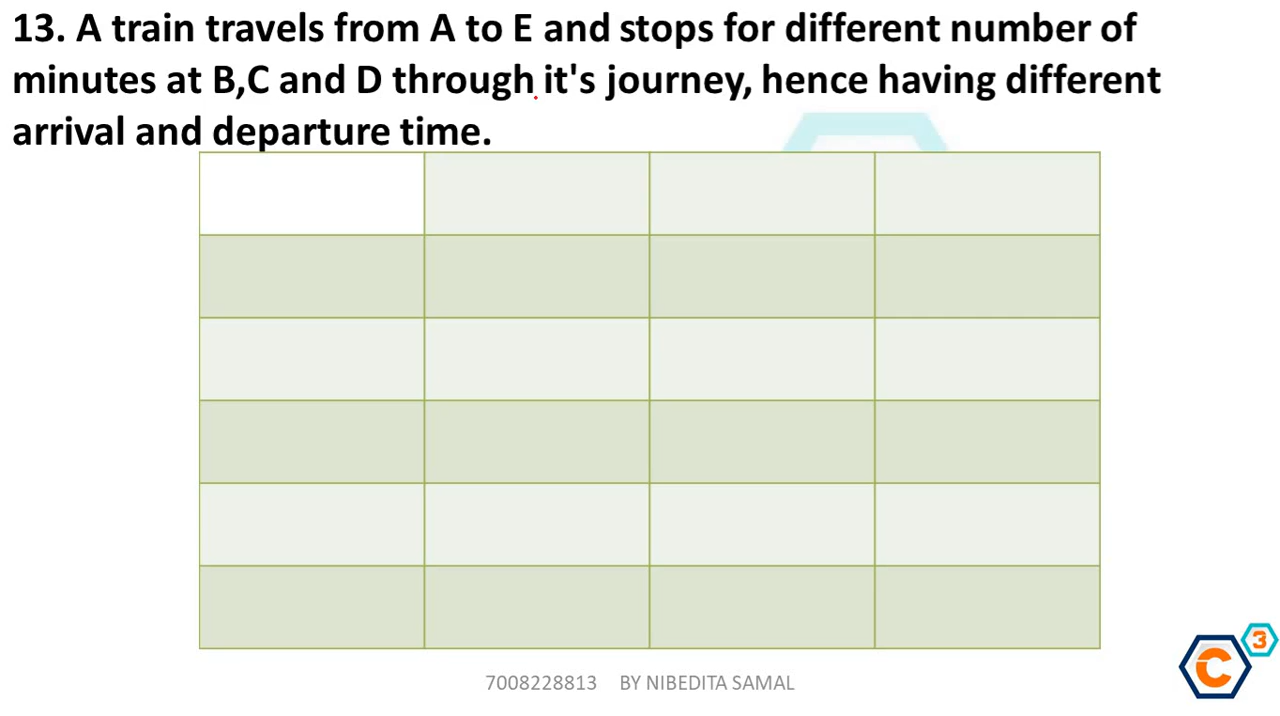 13. A train travels from A to E and stops for different number of
minutes at B,C and D through it's journey, hence having different
arrival and departure time.
7008228813 BY NIBEDITA SAMAL
C 3